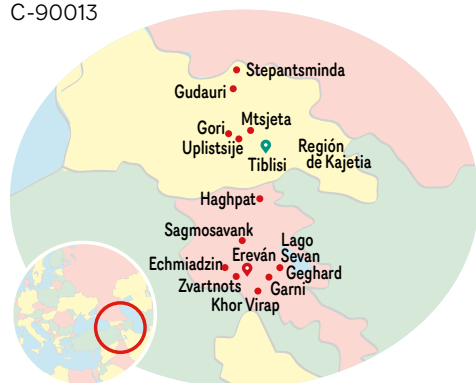 C-90013
Stepantsminda
Gudauri
Mtsjeta
Gori
Uplistsije
Tiblisi
Región
de Kajetia
Haghpat
Sagmosavank
Lago
Sevan
Ereván
Echmiadzin
Geghard
Zvartnots
Garni
Khor Virap